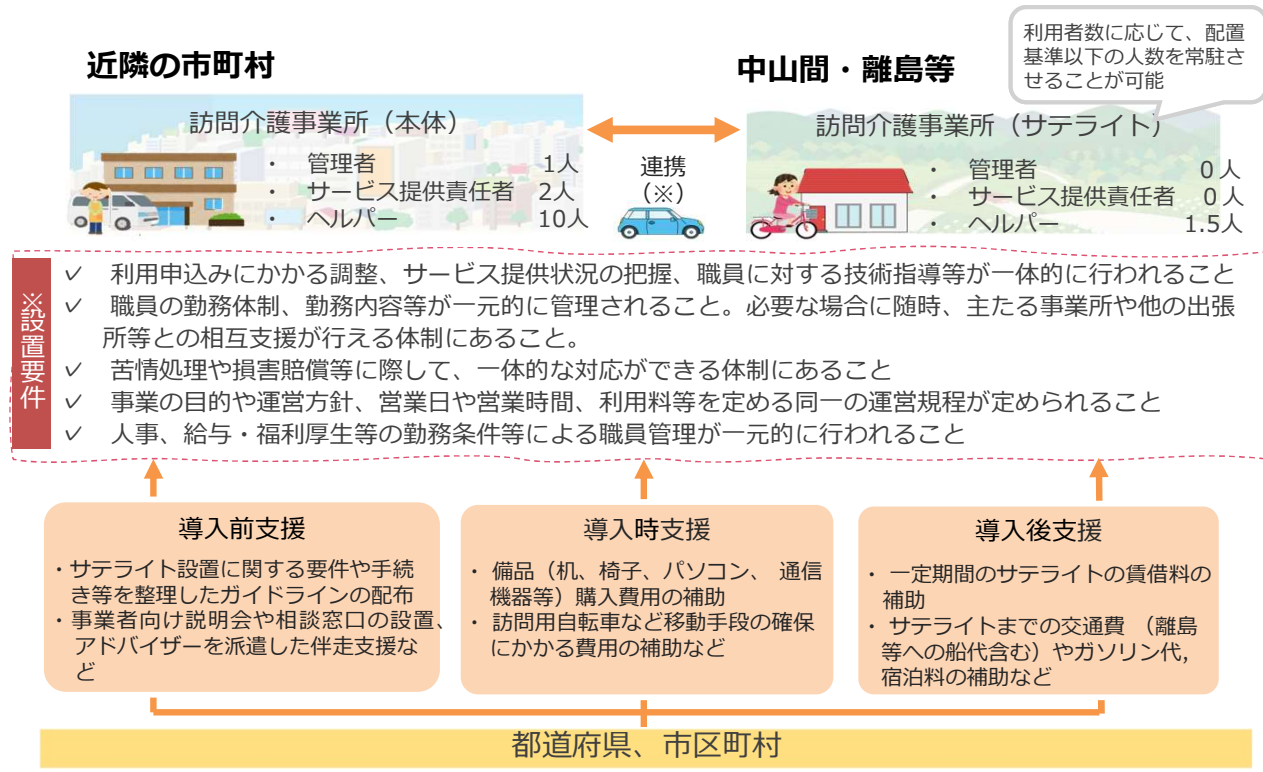 利用者数に応じて、配置
基準以下の人数を常駐さ
せることが可能
近隣の市町村
中山間・離島等
訪問介護事業所（本体）
・ 管理者 1人
・ サービス提供責任者 2人
・ ヘルパー 10人
連携
（※）
訪問介護事業所（サテライト）
・ 管理者 0人
・ サービス提供責任者 0人
・ ヘルパー 1.5人
※設置要件
✓ 利用申込みにかかる調整、サービス提供状況の把握、職員に対する技術指導等が一体的に行われること
✓ 職員の勤務体制、勤務内容等が一元的に管理されること。必要な場合に随時、主たる事業所や他の出張
所等との相互支援が行える体制にあること。
✓ 苦情処理や損害賠償等に際して、一体的な対応ができる体制にあること
✓ 事業の目的や運営方針、営業日や営業時間、利用料等を定める同一の運営規程が定められること
✓ 人事、給与・福利厚生等の勤務条件等による職員管理が一元的に行われること
導入前支援
・サテライト設置に関する要件や手続
き等を整理したガイドラインの配布
・事業者向け説明会や相談窓口の設置、
アドバイザーを派遣した伴走支援な
ど
導入時支援
・ 備品（机、椅子、パソコン、 通信
機器等）購入費用の補助
・ 訪問用自転車など移動手段の確保
にかかる費用の補助など
導入後支援
・ 一定期間のサテライトの賃借料の
補助
・ サテライトまでの交通費 （離島
等への船代含む）やガソリン代,
宿泊料の補助など
都道府県、市区町村